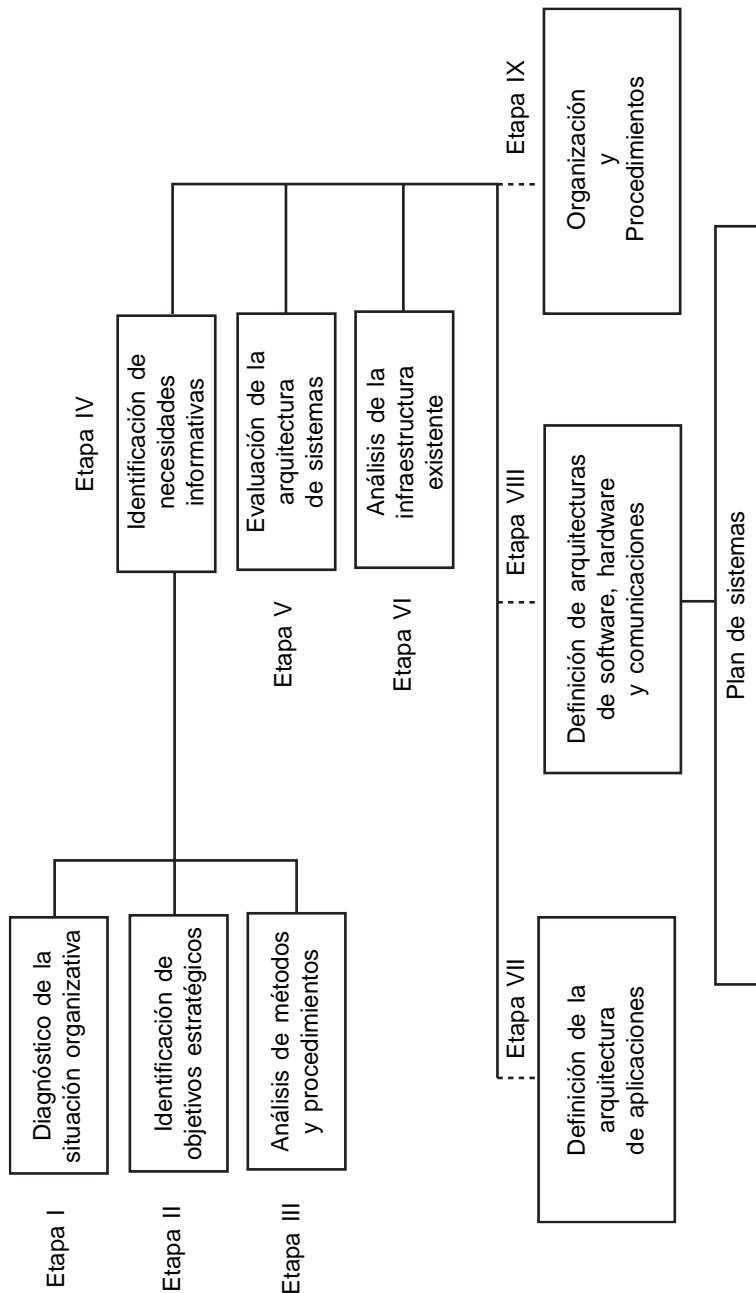 Etapa I
Diagnóstico de la
situación organizativa
Etapa II
Identificación de
objetivos estratégicos
Etapa III
Análisis de métodos
y procedimientos
Etapa IV
Identificación de
necesidades
informativas
Etapa V
Evaluación de la
arquitectura
de sistemas
Etapa VI
Análisis de la
infraestructura
existente
Etapa VII
Definición de la
arquitectura
de aplicaciones
Etapa VIII
Definición de arquitecturas
de software, hardware
y comunicaciones
Etapa IX
Organización
y
Procedimientos
Plan de sistemas